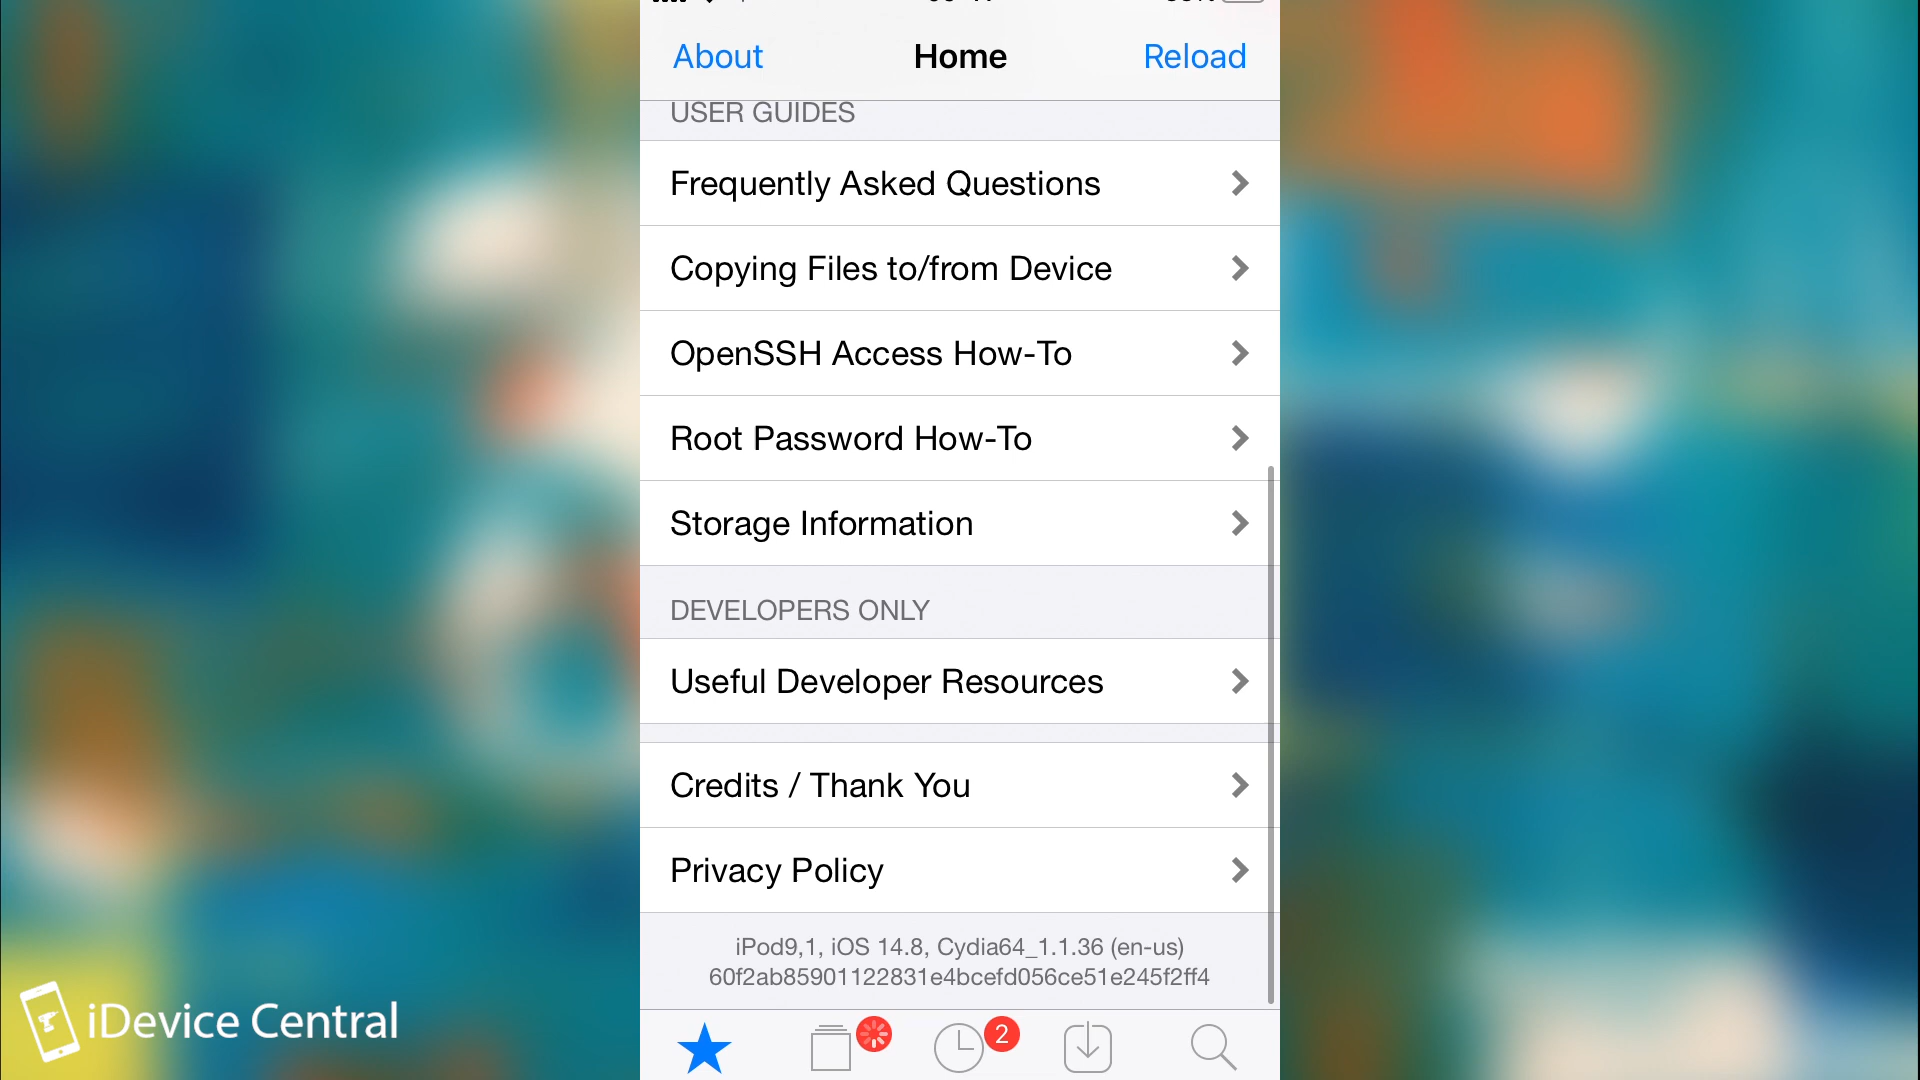 About Home Reload
USER GUIDES
Frequently Asked Questions
Copying Files to/from Device
OpenSSH Access How-To
Root Password How-To
Storage Information
DEVELOPERS ONLY
Useful Developer Resources
Credits / Thank You
Privacy Policy
iPod9,1, iOS 14.8, Cydia64_1.1.36 (en-us)
60f2ab85901122831e4bcefd056ce51e245f2ff4
2
iDevice Central